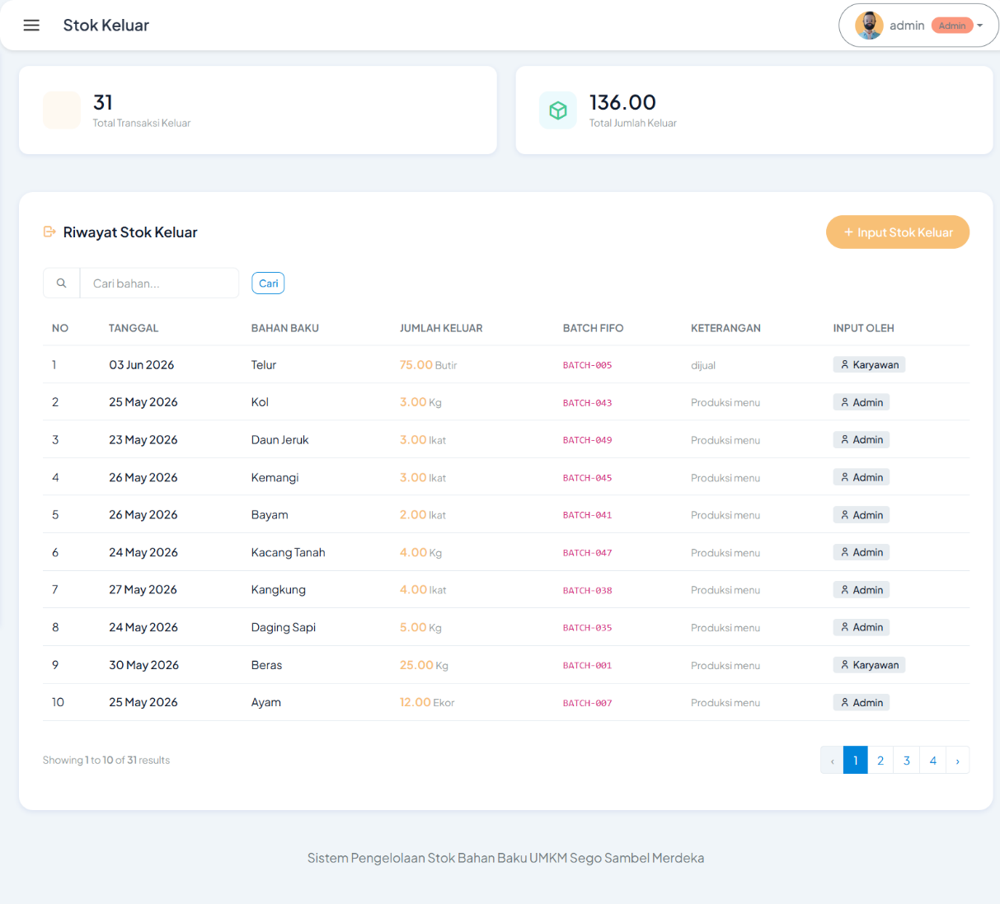 Stok Keluar
admin Admin
31
Total Transaksi Keluar
136.00
Total Jumlah Keluar
Riwayat Stok Keluar
+ Input Stok Keluar
Cari bahan...
Cari
NO TANGGAL BAHAN BAKU JUMLAH KELUAR BATCH FIFO KETERANGAN INPUT OLEH
1 03 Jun 2026 Telur 75.00 Butir BATCH-005 dijual Karyawan
2 25 May 2026 Kol 3.00 Kg BATCH-043 Produksi menu Admin
3 23 May 2026 Daun Jeruk 3.00 Ikat BATCH-049 Produksi menu Admin
4 26 May 2026 Kemangi 3.00 Ikat BATCH-045 Produksi menu Admin
5 26 May 2026 Bayam 2.00 Ikat BATCH-041 Produksi menu Admin
6 24 May 2026 Kacang Tanah 4.00 Kg BATCH-047 Produksi menu Admin
7 27 May 2026 Kangkung 4.00 Ikat BATCH-038 Produksi menu Admin
8 24 May 2026 Daging Sapi 5.00 Kg BATCH-035 Produksi menu Admin
9 30 May 2026 Beras 25.00 Kg BATCH-001 Produksi menu Karyawan
10 25 May 2026 Ayam 12.00 Ekor BATCH-007 Produksi menu Admin
Showing 1 to 10 of 31 results
‹ 1 2 3 4 ›
Sistem Pengelolaan Stok Bahan Baku UMKM Sego Sambel Merdeka